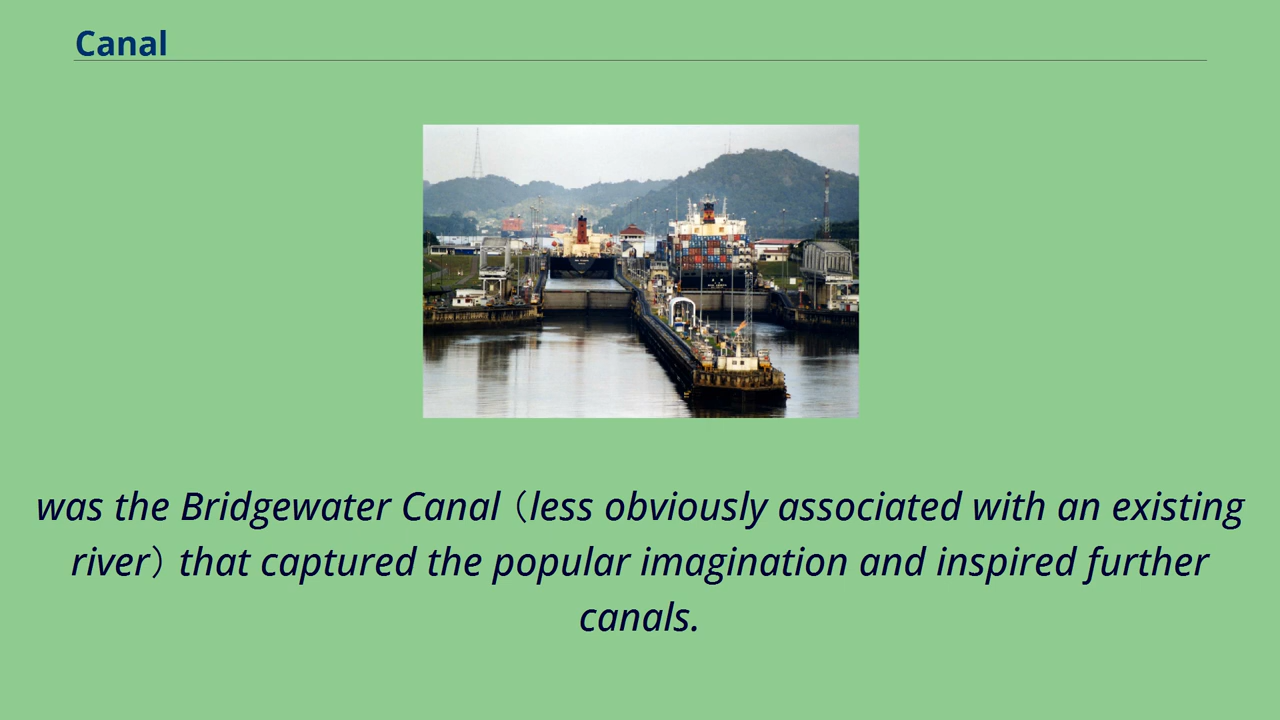 Canal
was the Bridgewater Canal（less obviously associated with an existing
river）that captured the popular imagination and inspired further
canals.